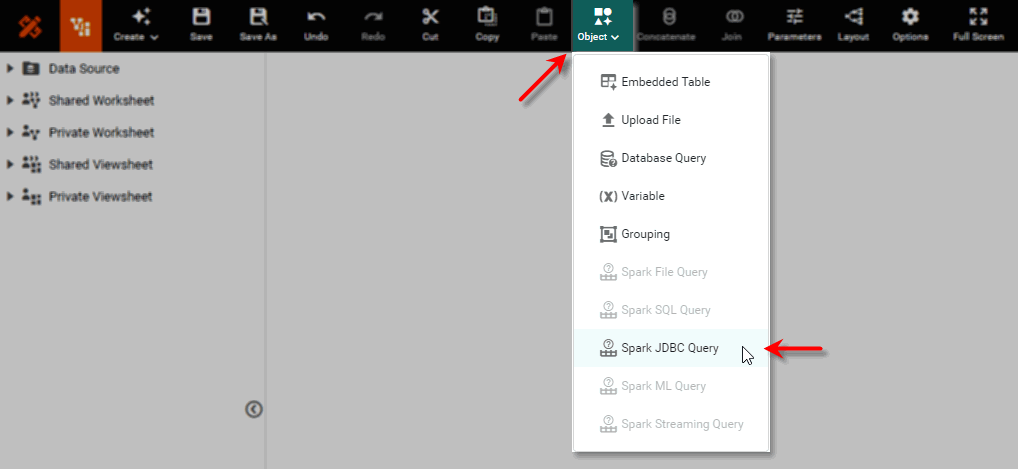 Create Save Save As Undo Redo Cut Copy Paste Object Concatenate Join Parameters Layout Options Full Screen
Data Source
Shared Worksheet
Private Worksheet
Shared Viewsheet
Private Viewsheet
Embedded Table
Upload File
Database Query
(X) Variable
Grouping
Spark File Query
Spark SQL Query
Spark JDBC Query
Spark ML Query
Spark Streaming Query